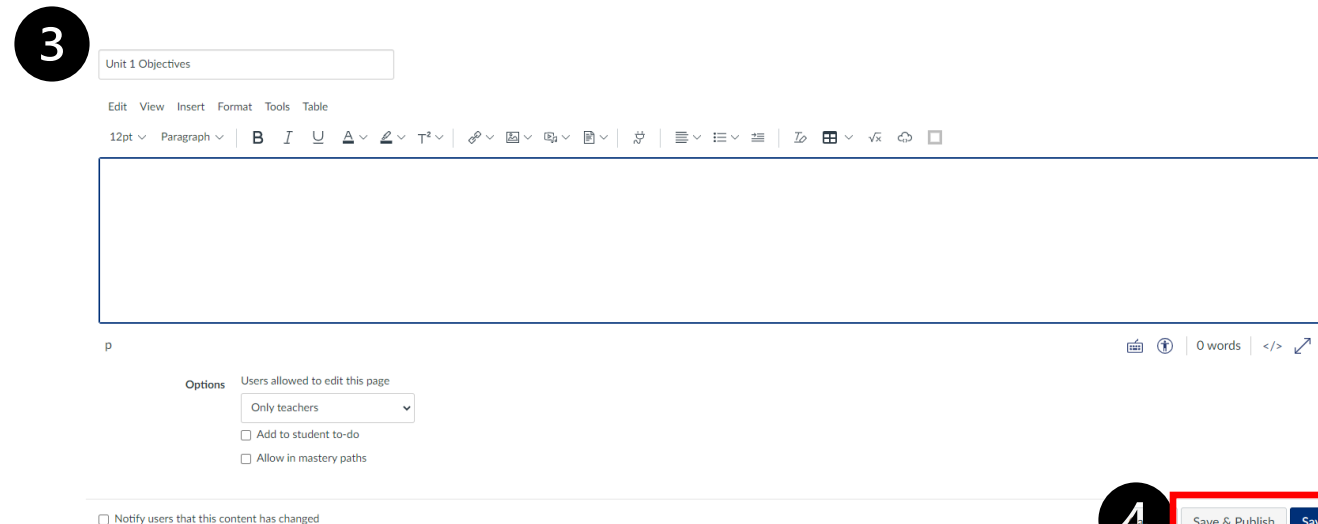 3
Unit 1 Objectives
Edit View Insert Format Tools Table
12pt Paragraph B I U A T²
p 0 words </>
Options Users allowed to edit this page
Only teachers
Add to student to-do
Allow in mastery paths
Notify users that this content has changed
4 Save & Publish